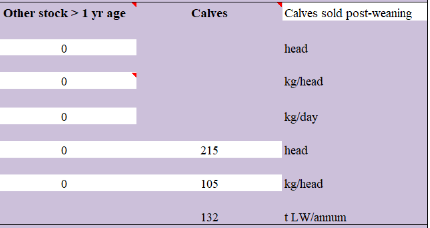 Other stock > 1 yr age Calves Calves sold post-weaning
0 head
0 kg/head
0 kg/day
0 215 head
0 105 kg/head
132 t LW/annum